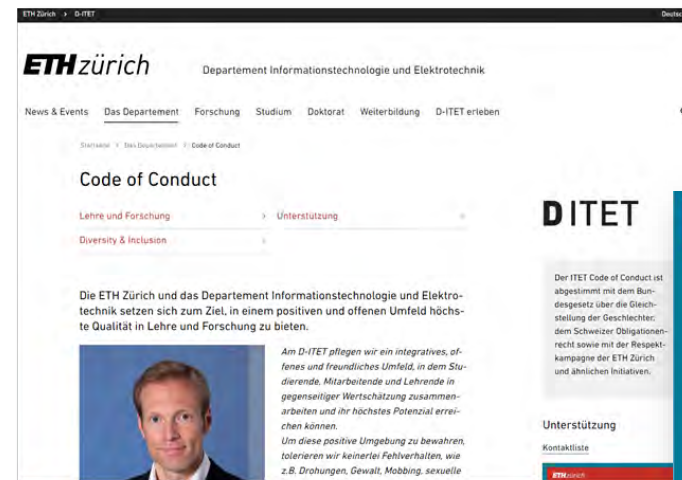 ETH Zürich > D-ITET
Deutsc
ETH zürich
Departement Informationstechnologie und Elektrotechnik
News & Events Das Departement Forschung Studium Doktorat Weiterbildung D-ITET erleben
Startseite > Das Departement > Code of Conduct
Code of Conduct
Lehre und Forschung > Unterstützung
Diversity & Inclusion
D ITET
Der ITET Code of Conduct ist
abgestimmt mit dem Bun-
desgesetz über die Gleich-
stellung der Geschlechter,
dem Schweizer Obligationen-
recht sowie mit der Respekt-
kampagne der ETH Zürich
und ähnlichen Initiativen.
Die ETH Zürich und das Departement Informationstechnologie und Elektro-
technik setzen sich zum Ziel, in einem positiven und offenen Umfeld höchs-
te Qualität in Lehre und Forschung zu bieten.
Am D-ITET pflegen wir ein integratives, of-
fenes und freundliches Umfeld, in dem Stu-
dierende, Mitarbeitende und Lehrende in
gegenseitiger Wertschätzung zusammen-
arbeiten und ihr höchstes Potenzial errei-
chen können.
Um diese positive Umgebung zu bewahren,
tolerieren wir keinerlei Fehlverhalten, wie
z.B. Drohungen, Gewalt, Mobbing, sexuelle
Unterstützung
Kontaktliste
ETH zürich